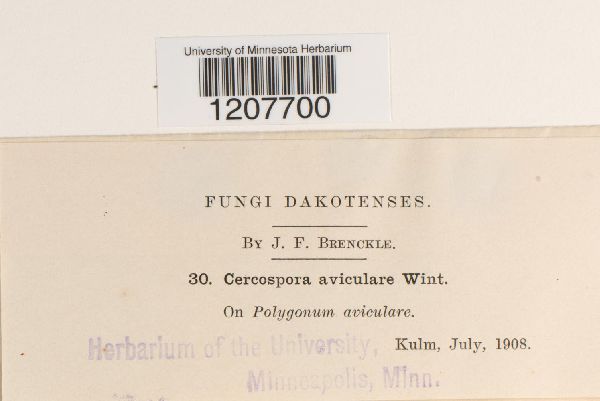 University of Minnesota Herbarium
1207700
FUNGI DAKOTENSES.
By J. F. Brenckle.
30. Cercospora aviculare Wint.
On Polygonum aviculare.
Kulm, July, 1908.
Herbarium of the University,
Minneapolis, Minn.